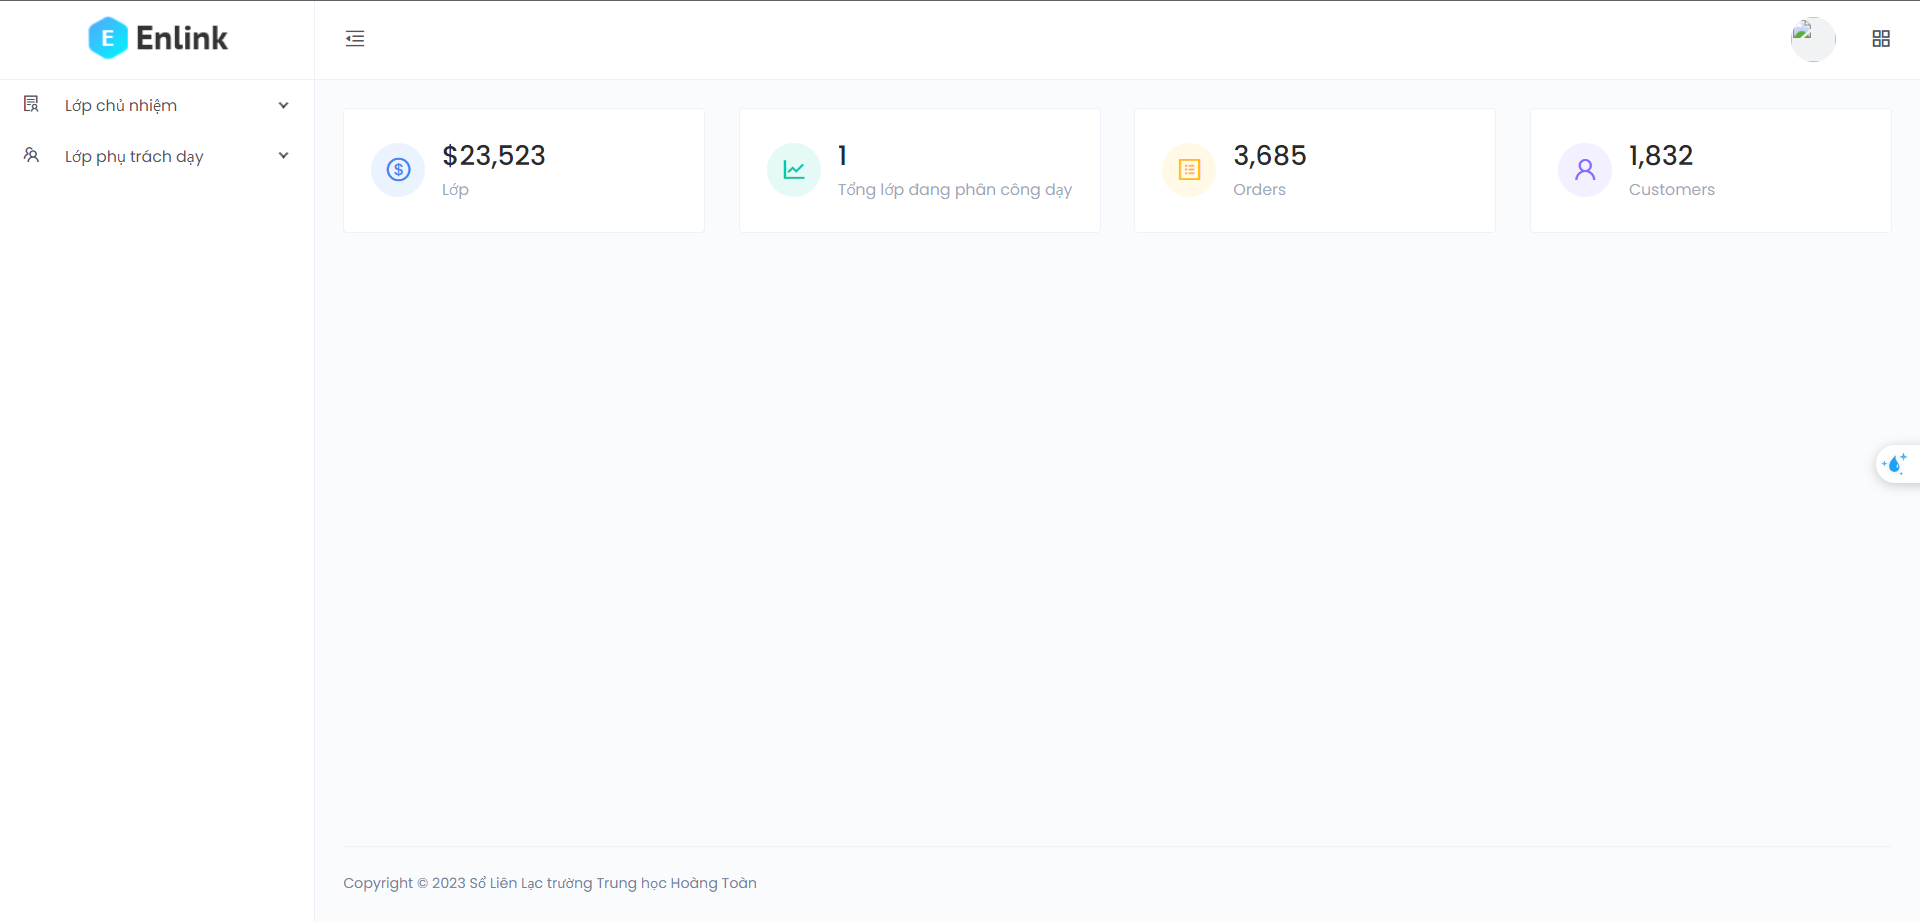 E Enlink
Lớp chủ nhiệm
Lớp phụ trách dạy
$23,523
Lớp
1
Tổng lớp đang phân công dạy
3,685
Orders
1,832
Customers
Copyright © 2023 Sổ Liên Lạc trường Trung học Hoàng Toàn